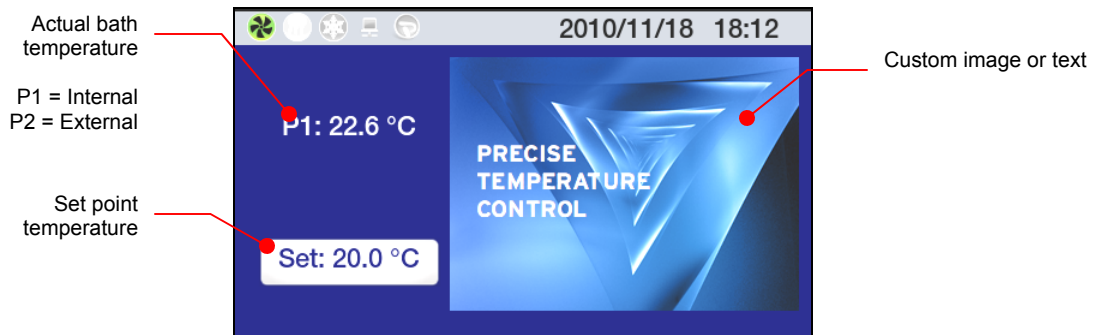 Actual bath
temperature
P1 = Internal
P2 = External
Set point
temperature
2010/11/18 18:12
P1: 22.6 °C
Set: 20.0 °C
PRECISE
TEMPERATURE
CONTROL
Custom image or text